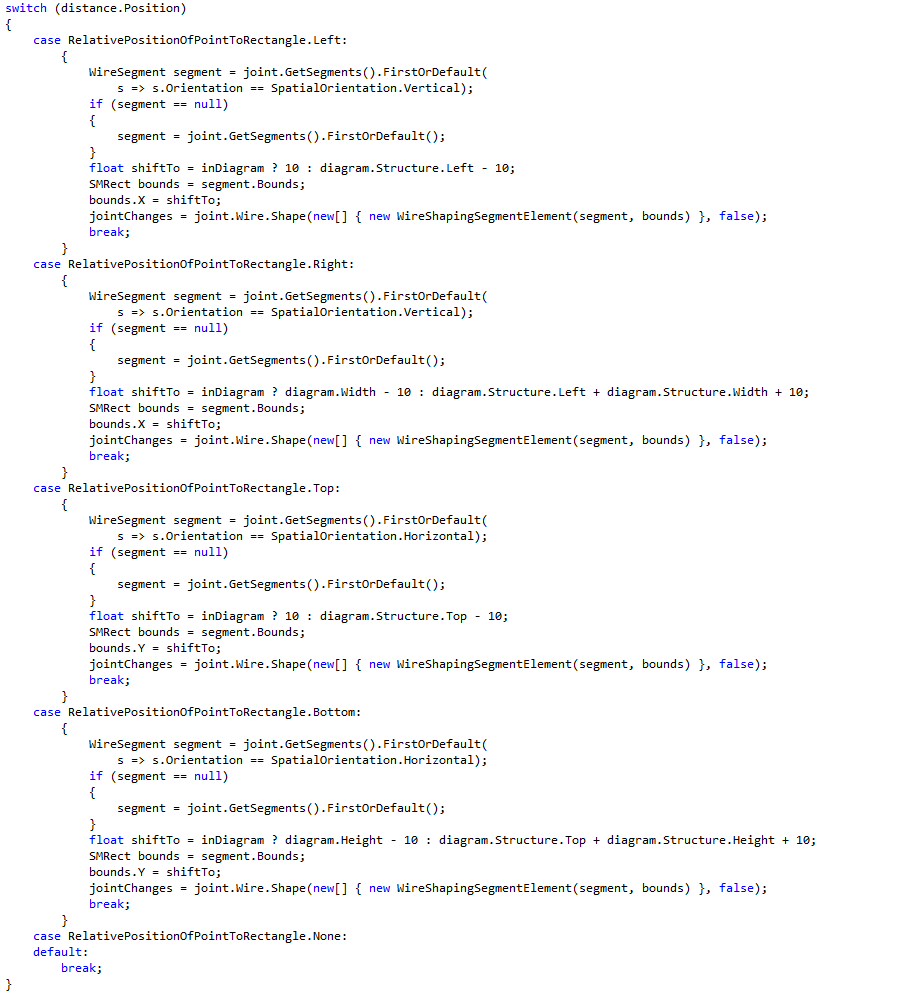 switch (distance.Position)
{
    case RelativePositionOfPointToRectangle.Left:
        {
            WireSegment segment = joint.GetSegments().FirstOrDefault(
                s => s.Orientation == SpatialOrientation.Vertical);
            if (segment == null)
            {
                segment = joint.GetSegments().FirstOrDefault();
            }
            float shiftTo = inDiagram ? 10 : diagram.Structure.Left - 10;
            SMRect bounds = segment.Bounds;
            bounds.X = shiftTo;
            jointChanges = joint.Wire.Shape(new[] { new WireShapingSegmentElement(segment, bounds) }, false);
            break;
        }
    case RelativePositionOfPointToRectangle.Right:
        {
            WireSegment segment = joint.GetSegments().FirstOrDefault(
                s => s.Orientation == SpatialOrientation.Vertical);
            if (segment == null)
            {
                segment = joint.GetSegments().FirstOrDefault();
            }
            float shiftTo = inDiagram ? diagram.Width - 10 : diagram.Structure.Left + diagram.Structure.Width + 10;
            SMRect bounds = segment.Bounds;
            bounds.X = shiftTo;
            jointChanges = joint.Wire.Shape(new[] { new WireShapingSegmentElement(segment, bounds) }, false);
            break;
        }
    case RelativePositionOfPointToRectangle.Top:
        {
            WireSegment segment = joint.GetSegments().FirstOrDefault(
                s => s.Orientation == SpatialOrientation.Horizontal);
            if (segment == null)
            {
                segment = joint.GetSegments().FirstOrDefault();
            }
            float shiftTo = inDiagram ? 10 : diagram.Structure.Top - 10;
            SMRect bounds = segment.Bounds;
            bounds.Y = shiftTo;
            jointChanges = joint.Wire.Shape(new[] { new WireShapingSegmentElement(segment, bounds) }, false);
            break;
        }
    case RelativePositionOfPointToRectangle.Bottom:
        {
            WireSegment segment = joint.GetSegments().FirstOrDefault(
                s => s.Orientation == SpatialOrientation.Horizontal);
            if (segment == null)
            {
                segment = joint.GetSegments().FirstOrDefault();
            }
            float shiftTo = inDiagram ? diagram.Height - 10 : diagram.Structure.Top + diagram.Structure.Height + 10;
            SMRect bounds = segment.Bounds;
            bounds.Y = shiftTo;
            jointChanges = joint.Wire.Shape(new[] { new WireShapingSegmentElement(segment, bounds) }, false);
            break;
        }
    case RelativePositionOfPointToRectangle.None:
    default:
        break;
}